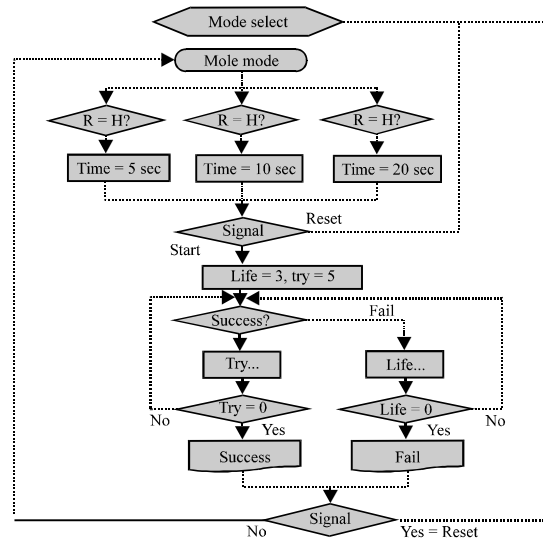 Mode select
Mole mode
R = H?
R = H?
R = H?
Time = 5 sec
Time = 10 sec
Time = 20 sec
Signal
Reset
Start
Life = 3, try = 5
Success?
Fail
Try...
Life...
Try = 0
Life = 0
No
Yes
Yes
No
Success
Fail
Signal
No
Yes = Reset